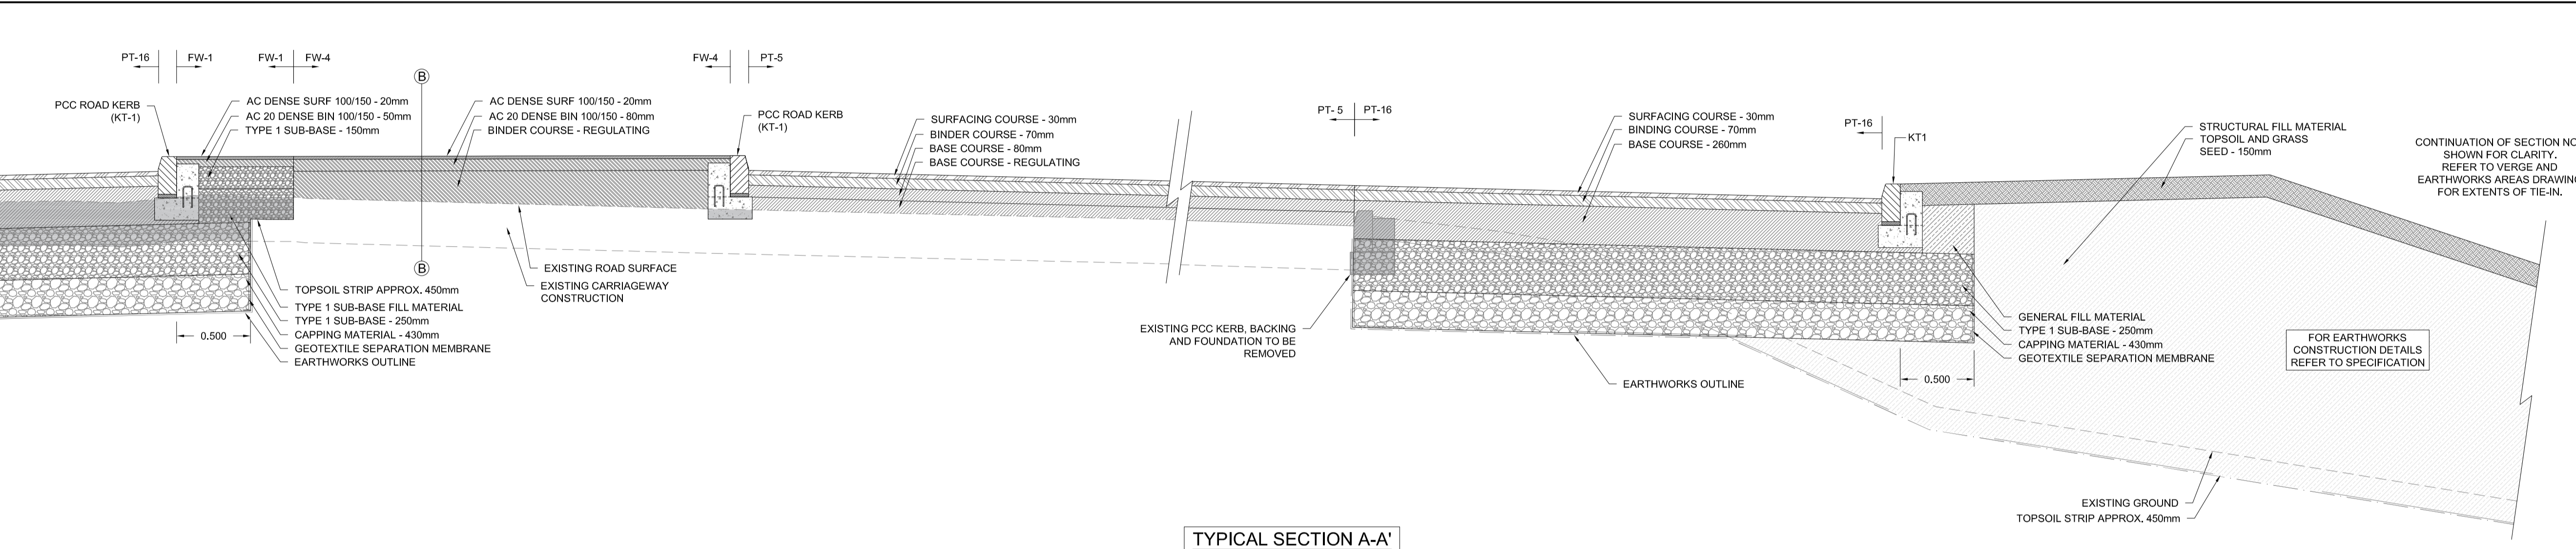 PT-16
FW-1
FW-1
FW-4
B
PCC ROAD KERB
(KT-1)
AC DENSE SURF 100/150 - 20mm
AC 20 DENSE BIN 100/150 - 50mm
TYPE 1 SUB-BASE - 150mm
AC DENSE SURF 100/150 - 20mm
AC 20 DENSE BIN 100/150 - 80mm
BINDER COURSE - REGULATING
FW-4
PT-5
PCC ROAD KERB
(KT-1)
SURFACING COURSE - 30mm
BINDER COURSE - 70mm
BASE COURSE - 80mm
BASE COURSE - REGULATING
PT- 5
PT-16
SURFACING COURSE - 30mm
BINDING COURSE - 70mm
BASE COURSE - 260mm
PT-16
KT1
STRUCTURAL FILL MATERIAL
TOPSOIL AND GRASS
SEED - 150mm
CONTINUATION OF SECTION NO
SHOWN FOR CLARITY.
REFER TO VERGE AND
EARTHWORKS AREAS DRAWING
FOR EXTENTS OF TIE-IN.
B
EXISTING ROAD SURFACE
EXISTING CARRIAGEWAY
CONSTRUCTION
TOPSOIL STRIP APPROX. 450mm
TYPE 1 SUB-BASE FILL MATERIAL
TYPE 1 SUB-BASE - 250mm
CAPPING MATERIAL - 430mm
GEOTEXTILE SEPARATION MEMBRANE
EARTHWORKS OUTLINE
0.500
EXISTING PCC KERB, BACKING
AND FOUNDATION TO BE
REMOVED
EARTHWORKS OUTLINE
GENERAL FILL MATERIAL
TYPE 1 SUB-BASE - 250mm
CAPPING MATERIAL - 430mm
GEOTEXTILE SEPARATION MEMBRANE
0.500
FOR EARTHWORKS
CONSTRUCTION DETAILS
REFER TO SPECIFICATION
EXISTING GROUND
TOPSOIL STRIP APPROX. 450mm
TYPICAL SECTION A-A'